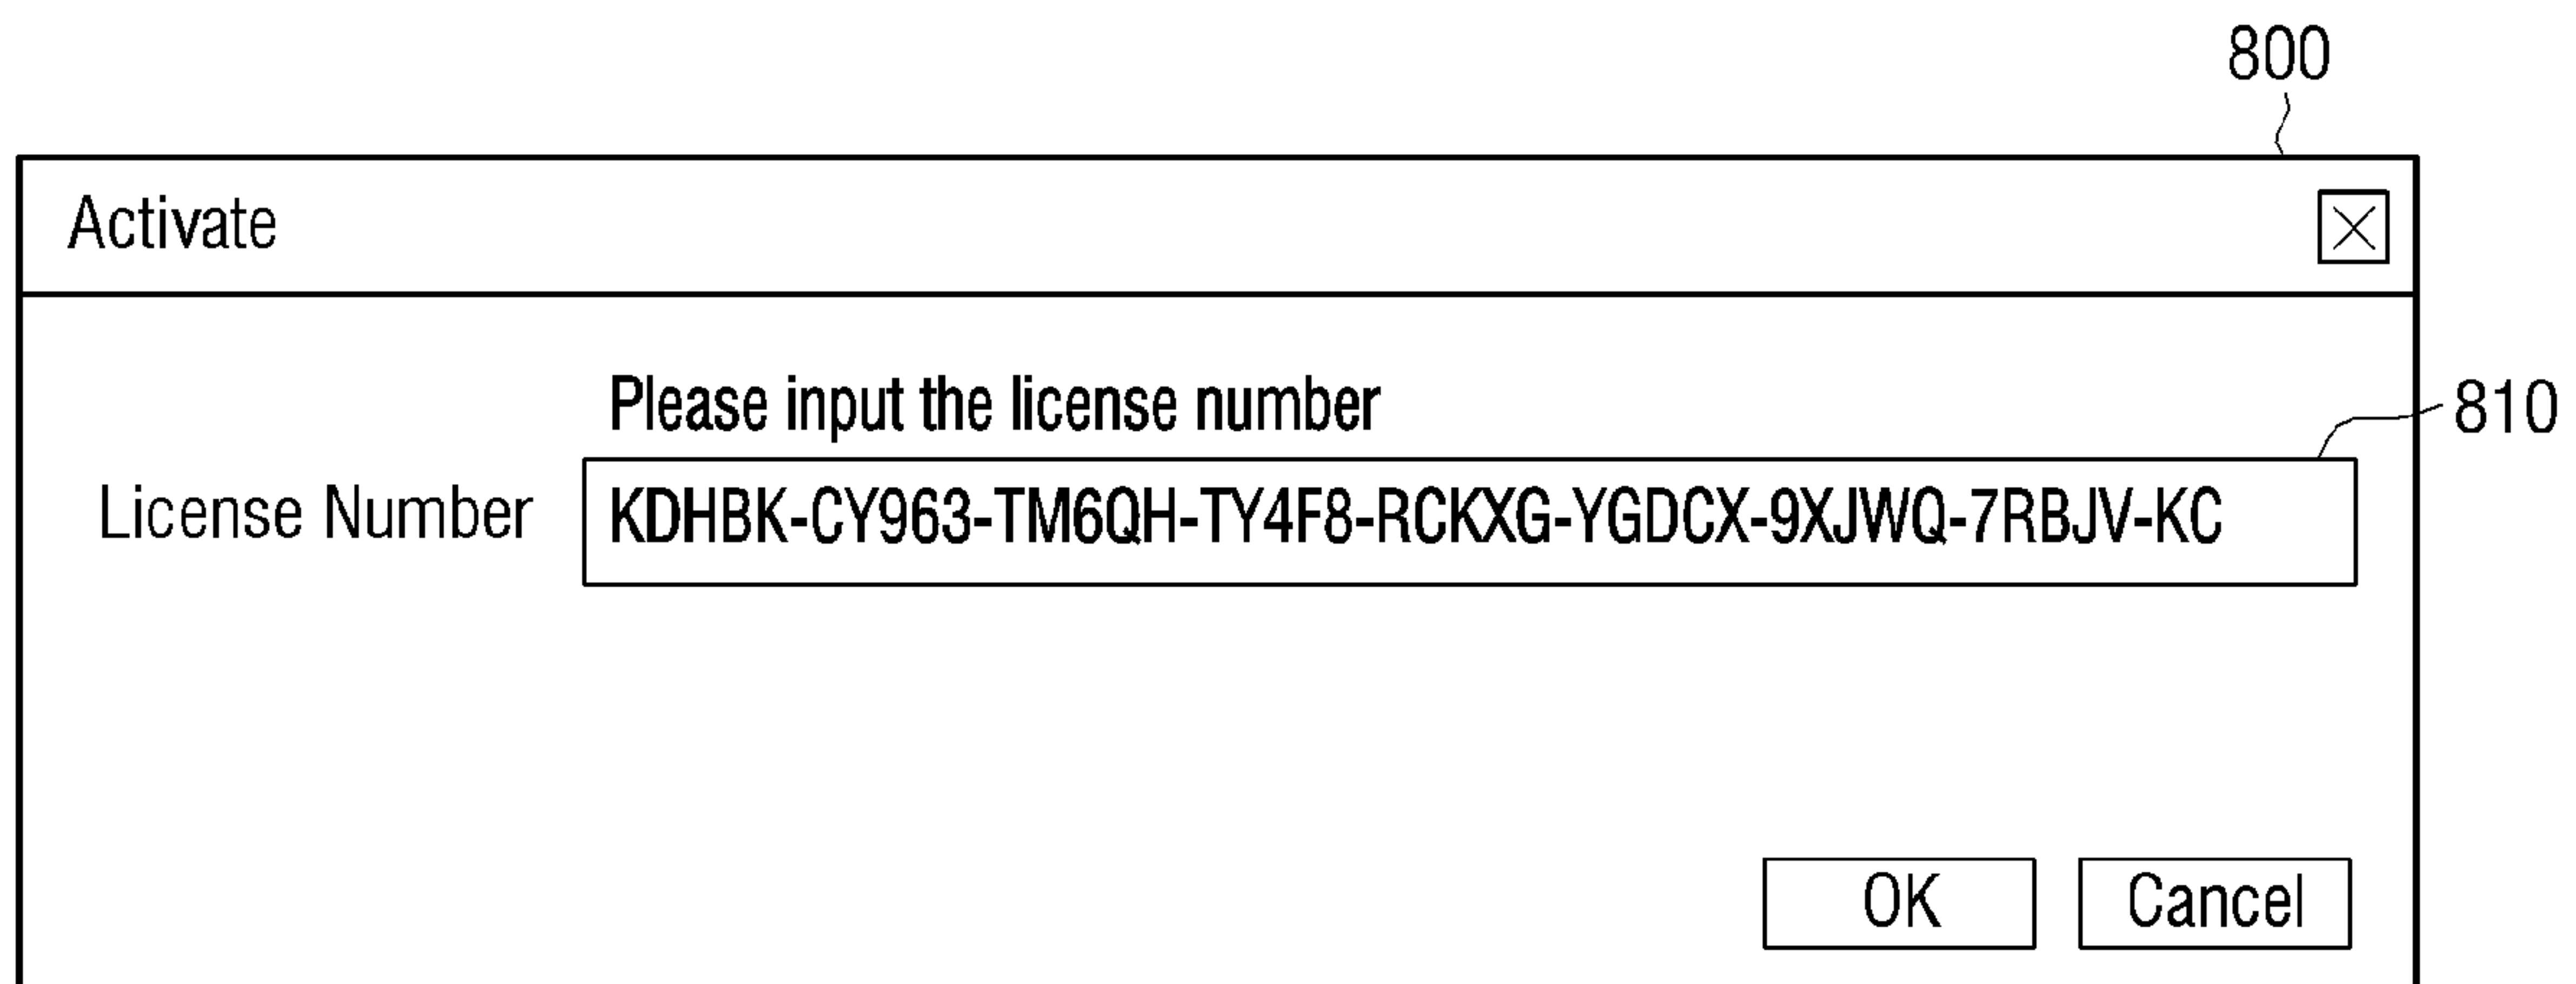 800
Activate
Please input the license number
810
License Number KDHBK-CY963-TM6QH-TY4F8-RCKXG-YGDCX-9XJWQ-7RBJV-KC
OK Cancel